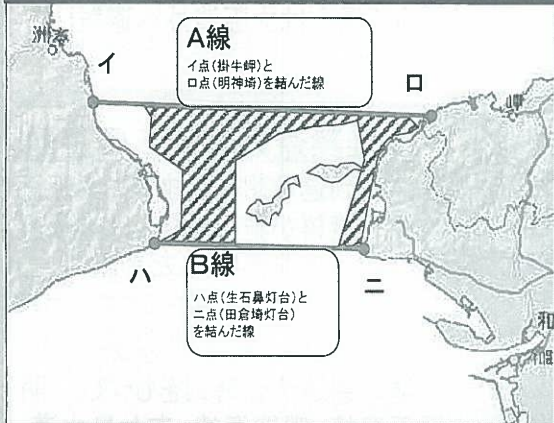 洲本
イ
A線
イ点(掛牛岬)と
ロ点(明神埼)を結んだ線
ロ
岬
ハ
B線
ハ点(生石鼻灯台)と
ニ点(田倉埼灯台)
を結んだ線
ニ
和